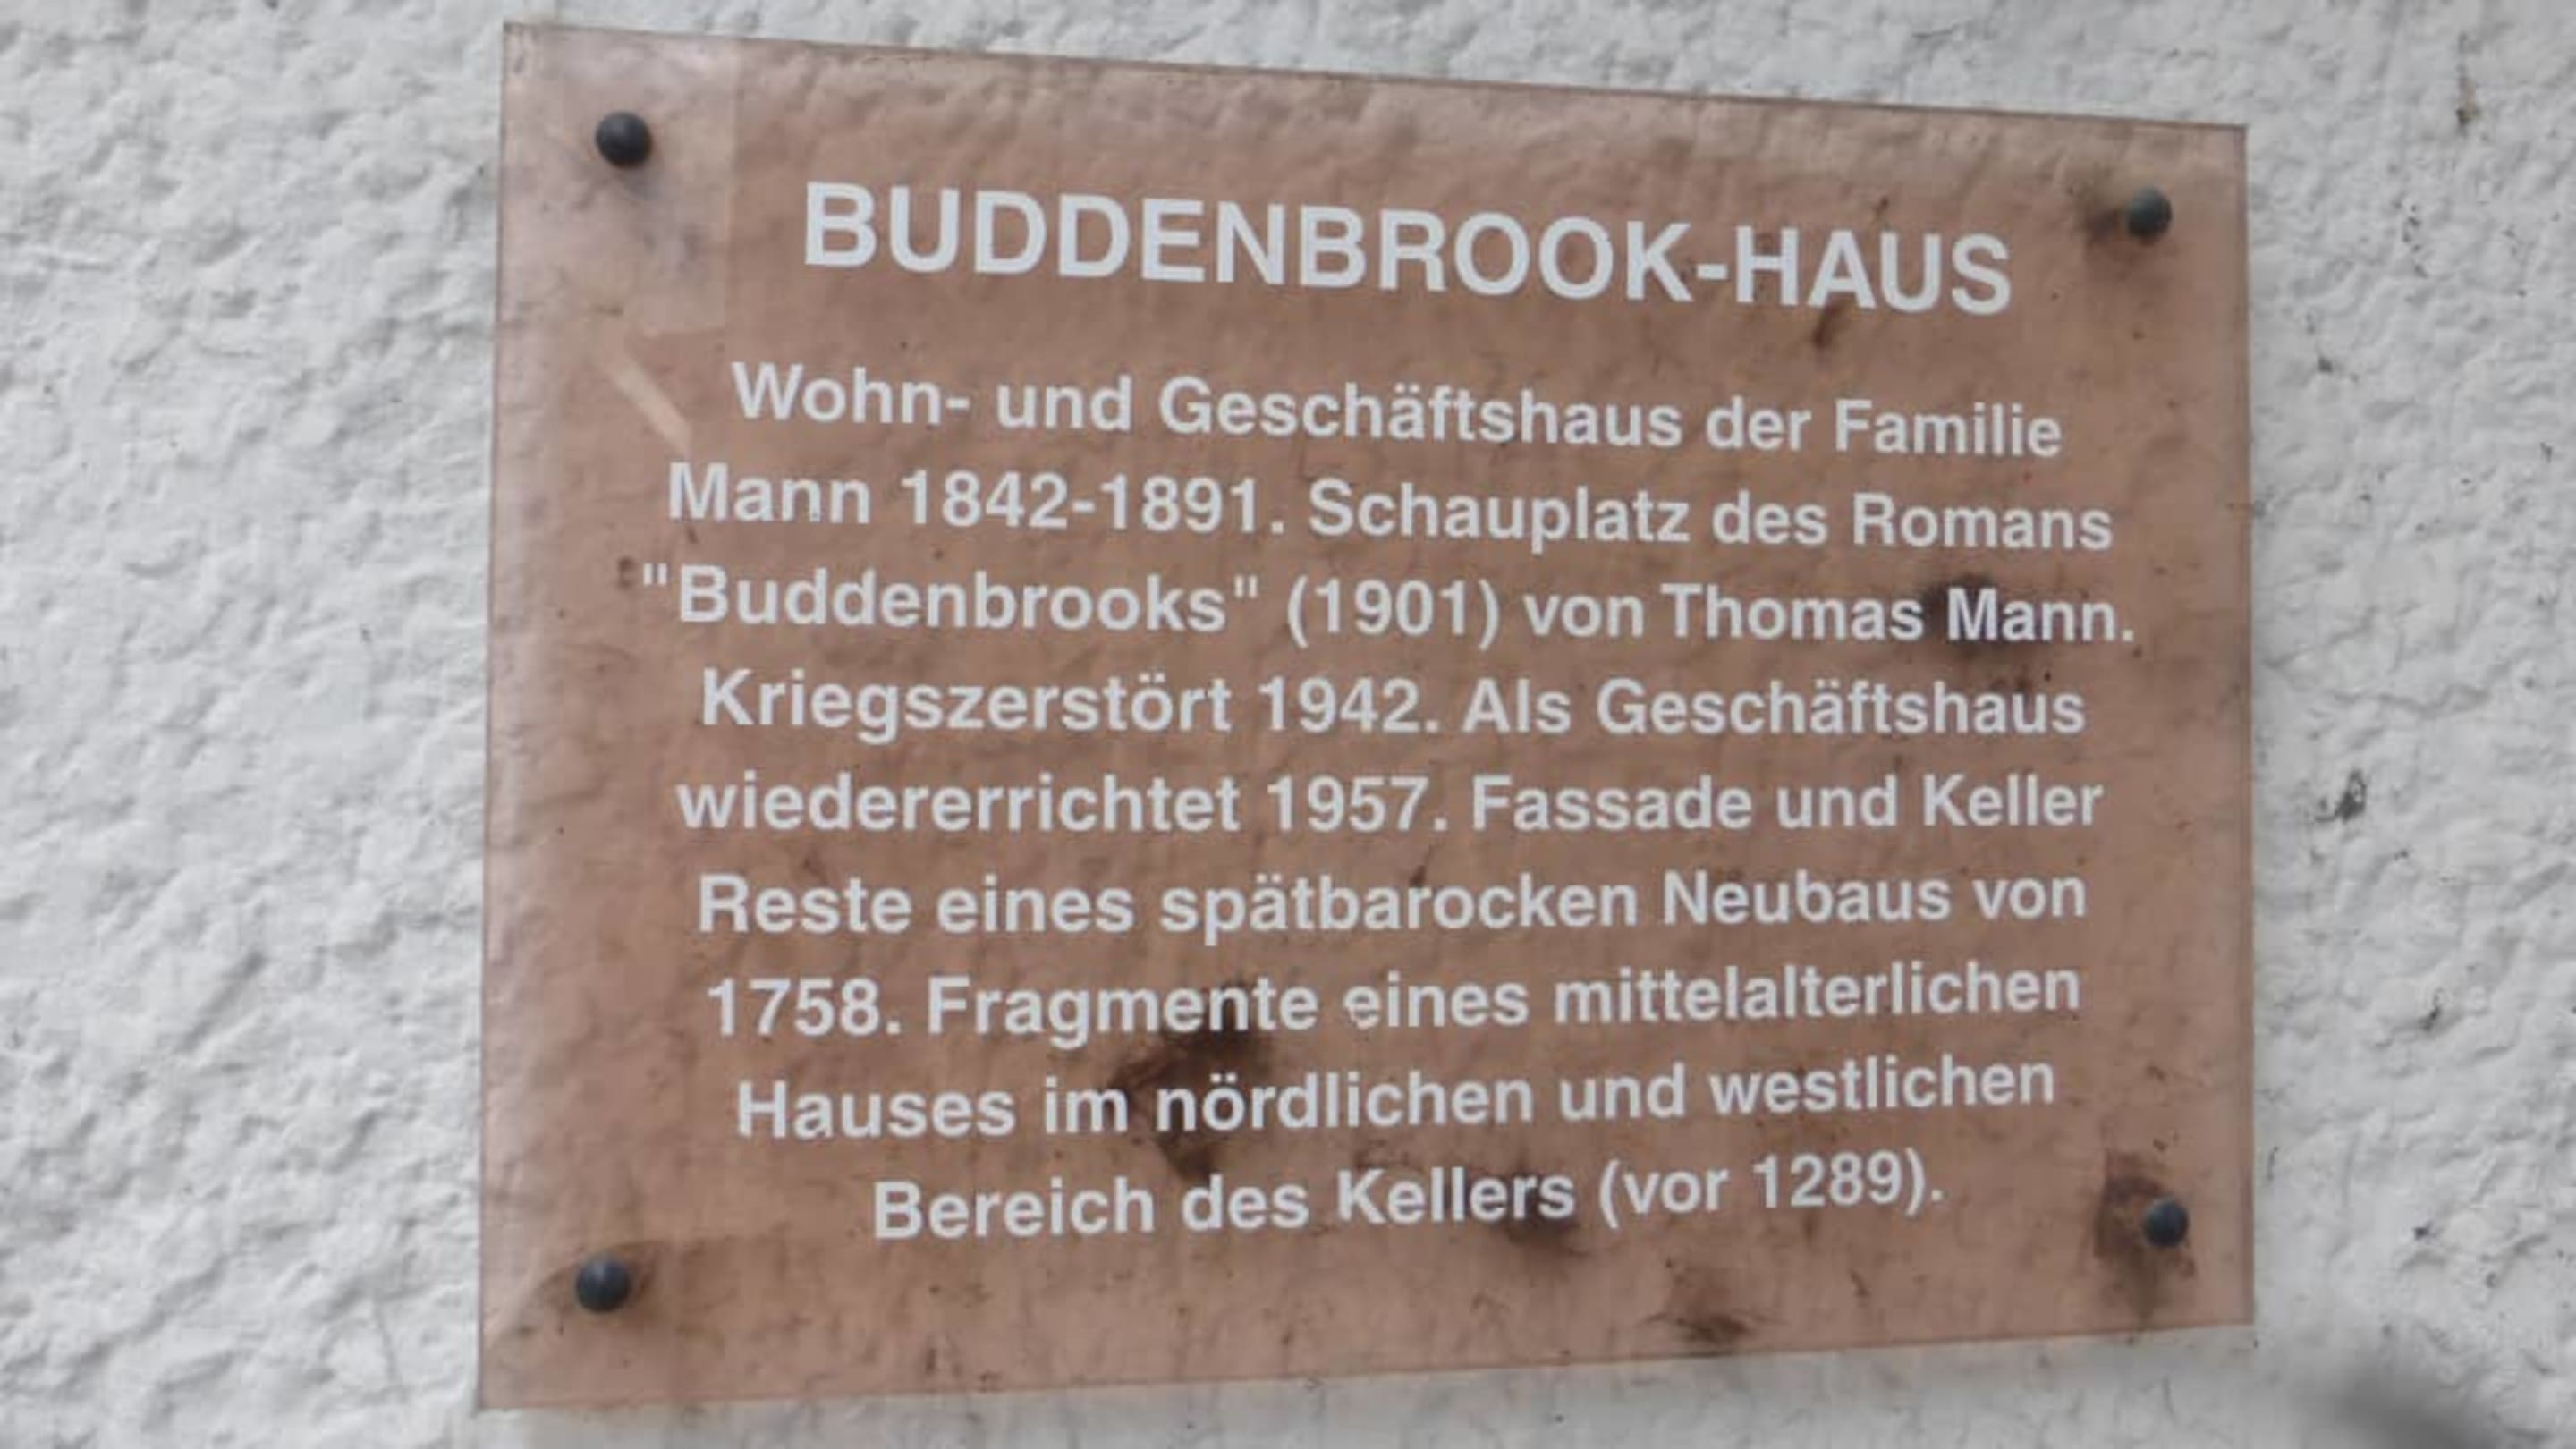 BUDDENBROOK-HAUS
Wohn- und Geschäftshaus der Familie
Mann 1842-1891. Schauplatz des Romans
"Buddenbrooks" (1901) von Thomas Mann.
Kriegszerstört 1942. Als Geschäftshaus
wiedererrichtet 1957. Fassade und Keller
Reste eines spätbarocken Neubaus von
1758. Fragmente eines mittelalterlichen
Hauses im nördlichen und westlichen
Bereich des Kellers (vor 1289).